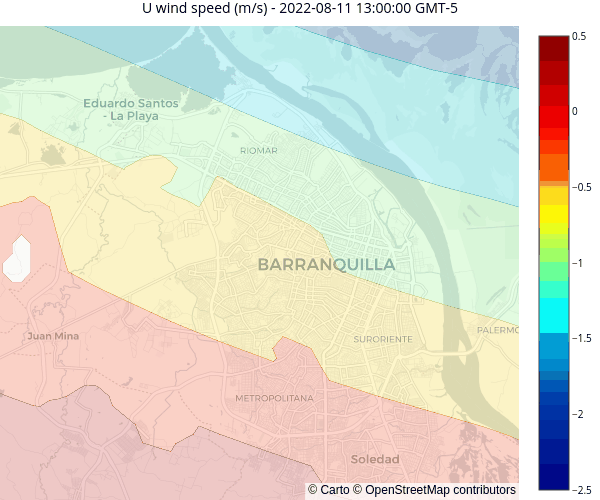 U wind speed (m/s) - 2022-08-11 13:00:00 GMT-5
Eduardo Santos
- La Playa
RIOMAR
BARRANQUILLA
SURORIENTE
PALERMO
Juan Mina
METROPOLITANA
Soledad
© Carto © OpenStreetMap contributors
0.5
0
−0.5
−1
−1.5
−2
−2.5